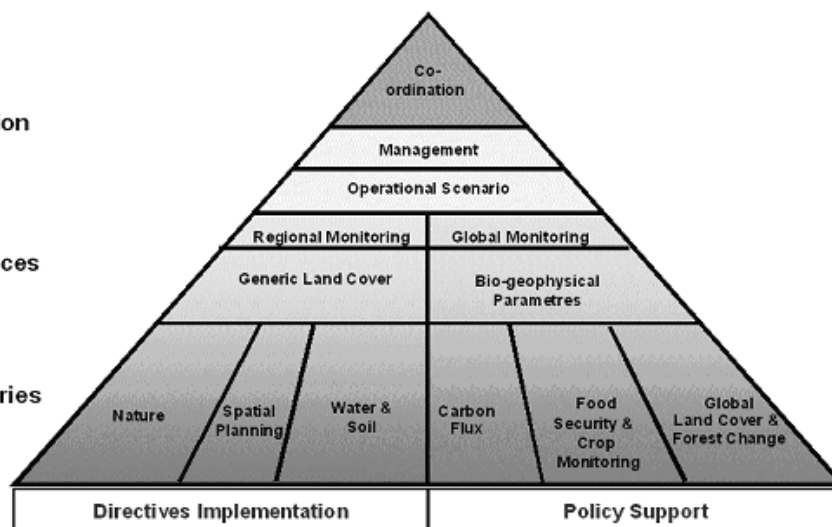 Co-
ordination
ion
Management
Operational Scenario
Regional Monitoring
Global Monitoring
ces
Generic Land Cover
Bio-geophysical
Parametres
ries
Nature
Spatial
Planning
Water &
Soil
Carbon
Flux
Food
Security &
Crop
Monitoring
Global
Land Cover &
Forest Change
Directives Implementation
Policy Support